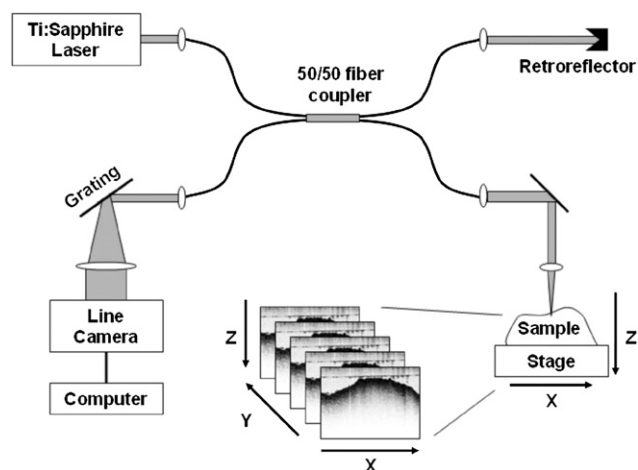 Ti:Sapphire
Laser
50/50 fiber
coupler
Retroreflector
Grating
Line
Camera
Computer
Z
Y
X
Sample
Stage
X
Z